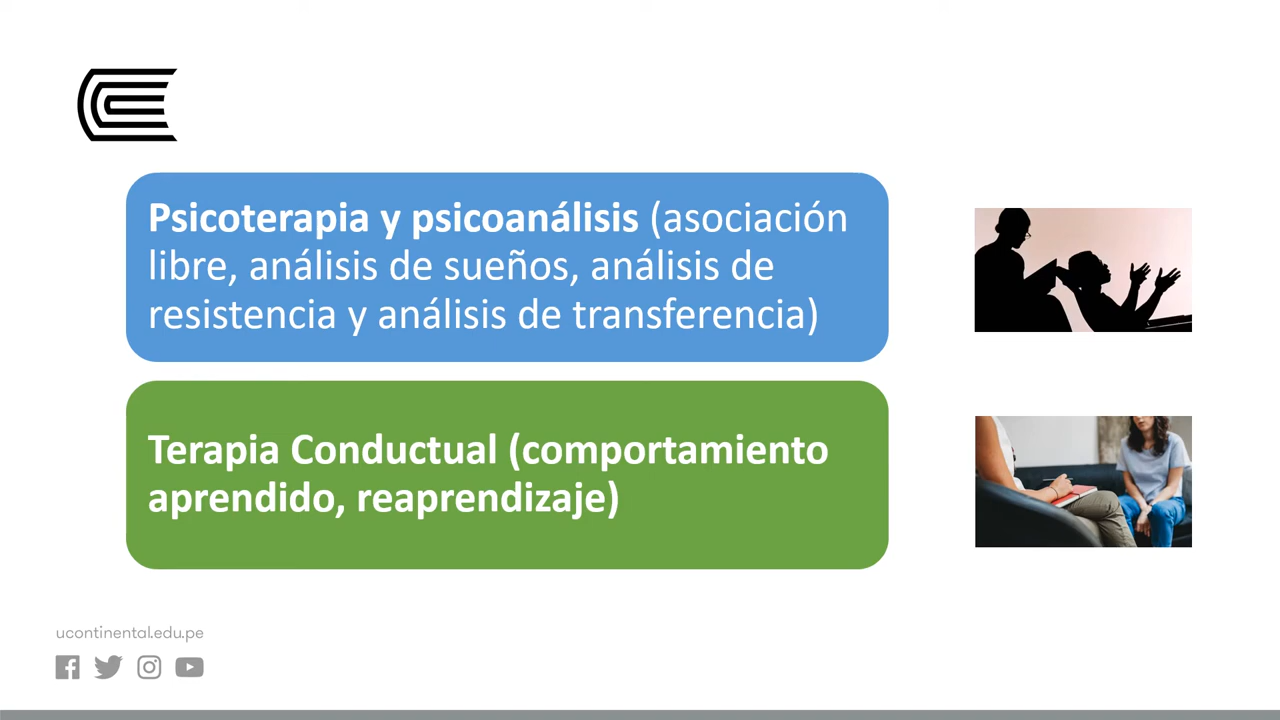 Psicoterapia y psicoanálisis (asociación
libre, análisis de sueños, análisis de
resistencia y análisis de transferencia)
Terapia Conductual (comportamiento
aprendido, reaprendizaje)
ucontinental.edu.pe